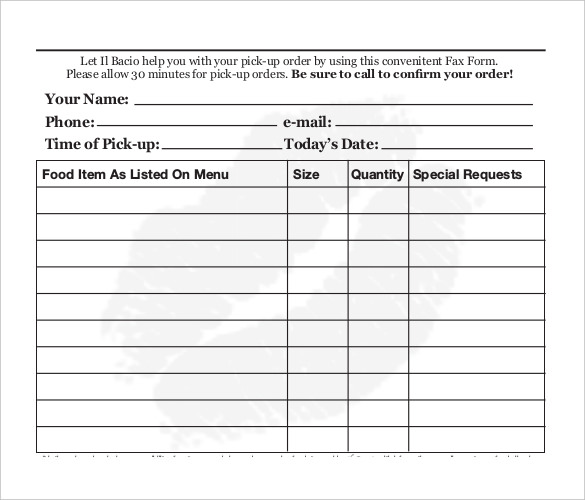 Let Il Bacio help you with your pick-up order by using this convenitent Fax Form.
Please allow 30 minutes for pick-up orders. Be sure to call to confirm your order!
Your Name:
Phone: e-mail:
Time of Pick-up: Today's Date:
Food Item As Listed On Menu Size Quantity Special Requests